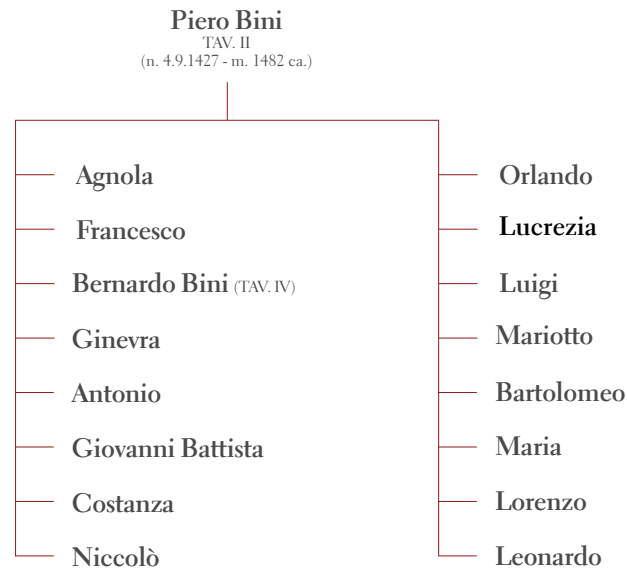 Piero Bini
TAV. II
(n. 4.9.1427 - m. 1482 ca.)
Agnola
Francesco
Bernardo Bini (TAV. IV)
Ginevra
Antonio
Giovanni Battista
Costanza
Niccolò
Orlando
Lucrezia
Luigi
Mariotto
Bartolomeo
Maria
Lorenzo
Leonardo